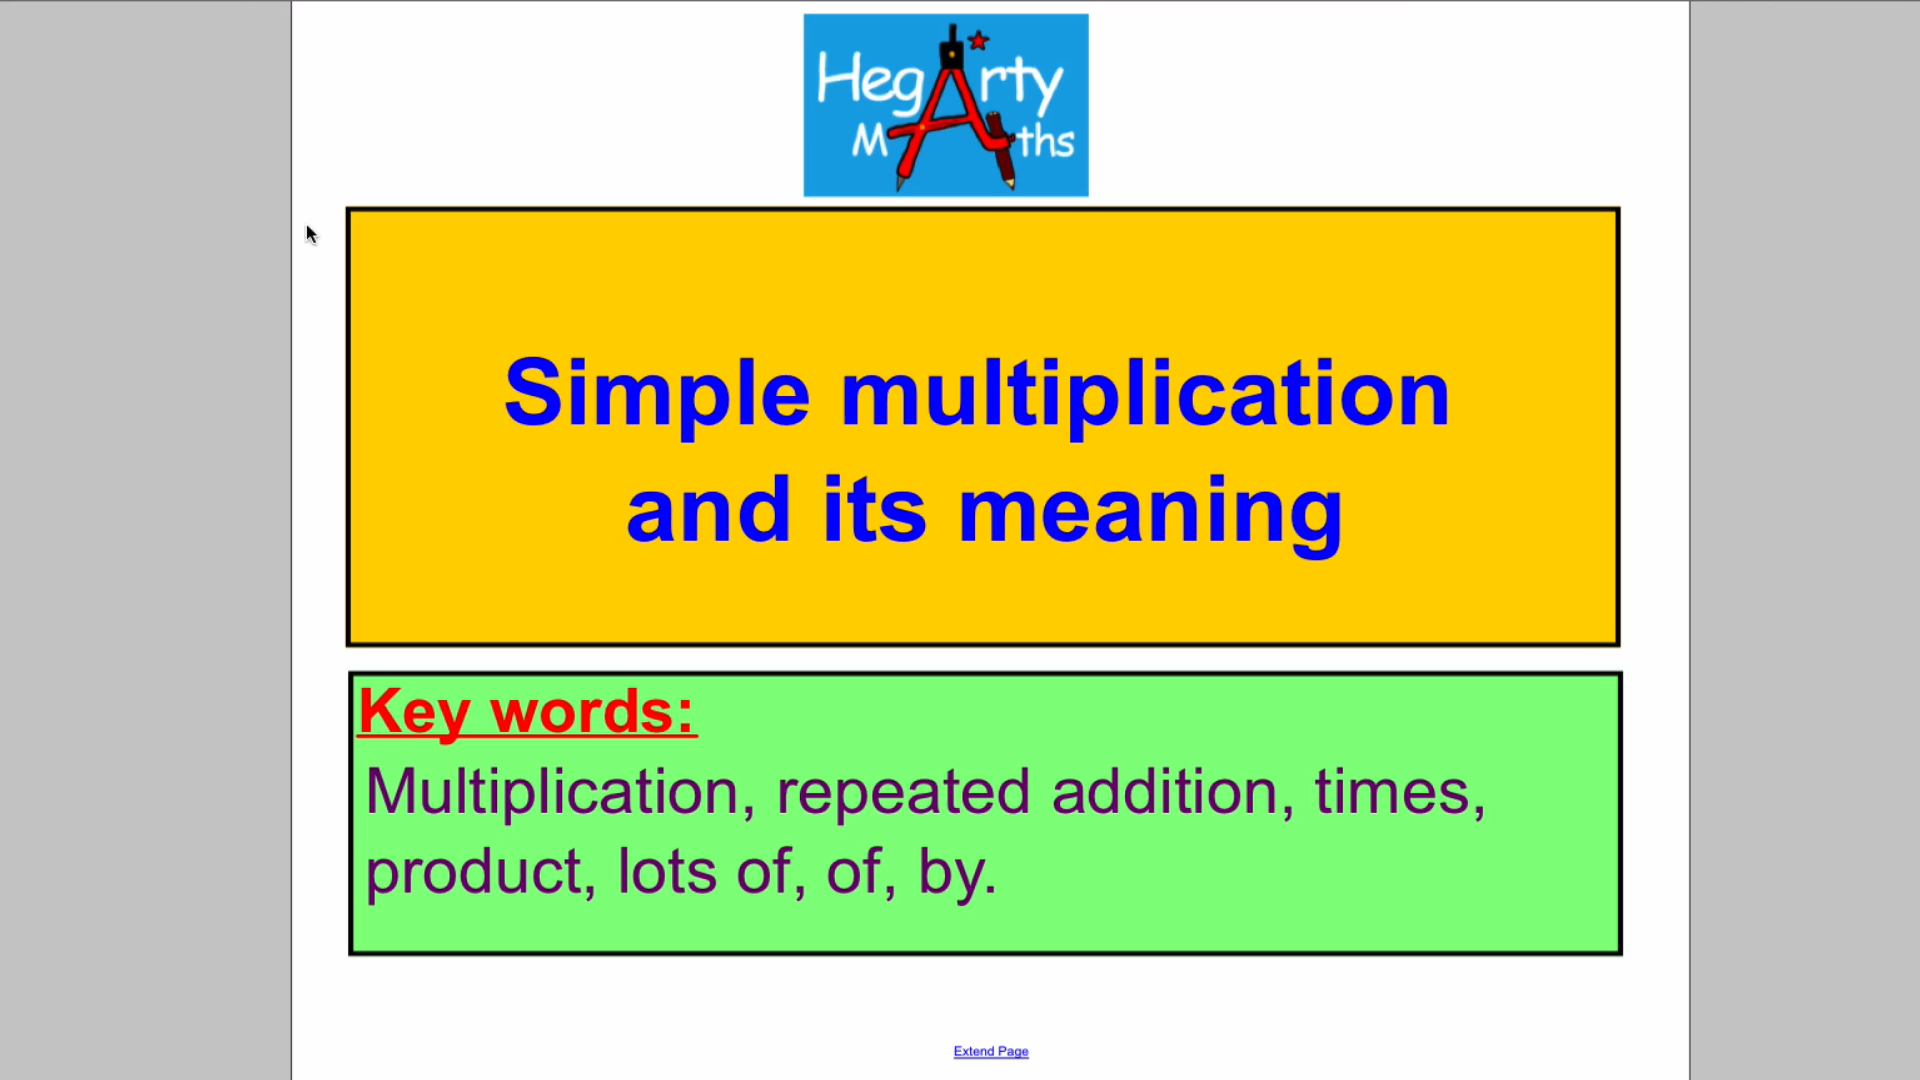 Hegarty
Maths
Simple multiplication
and its meaning
Key words:
Multiplication, repeated addition, times,
product, lots of, of, by.
Extend Page